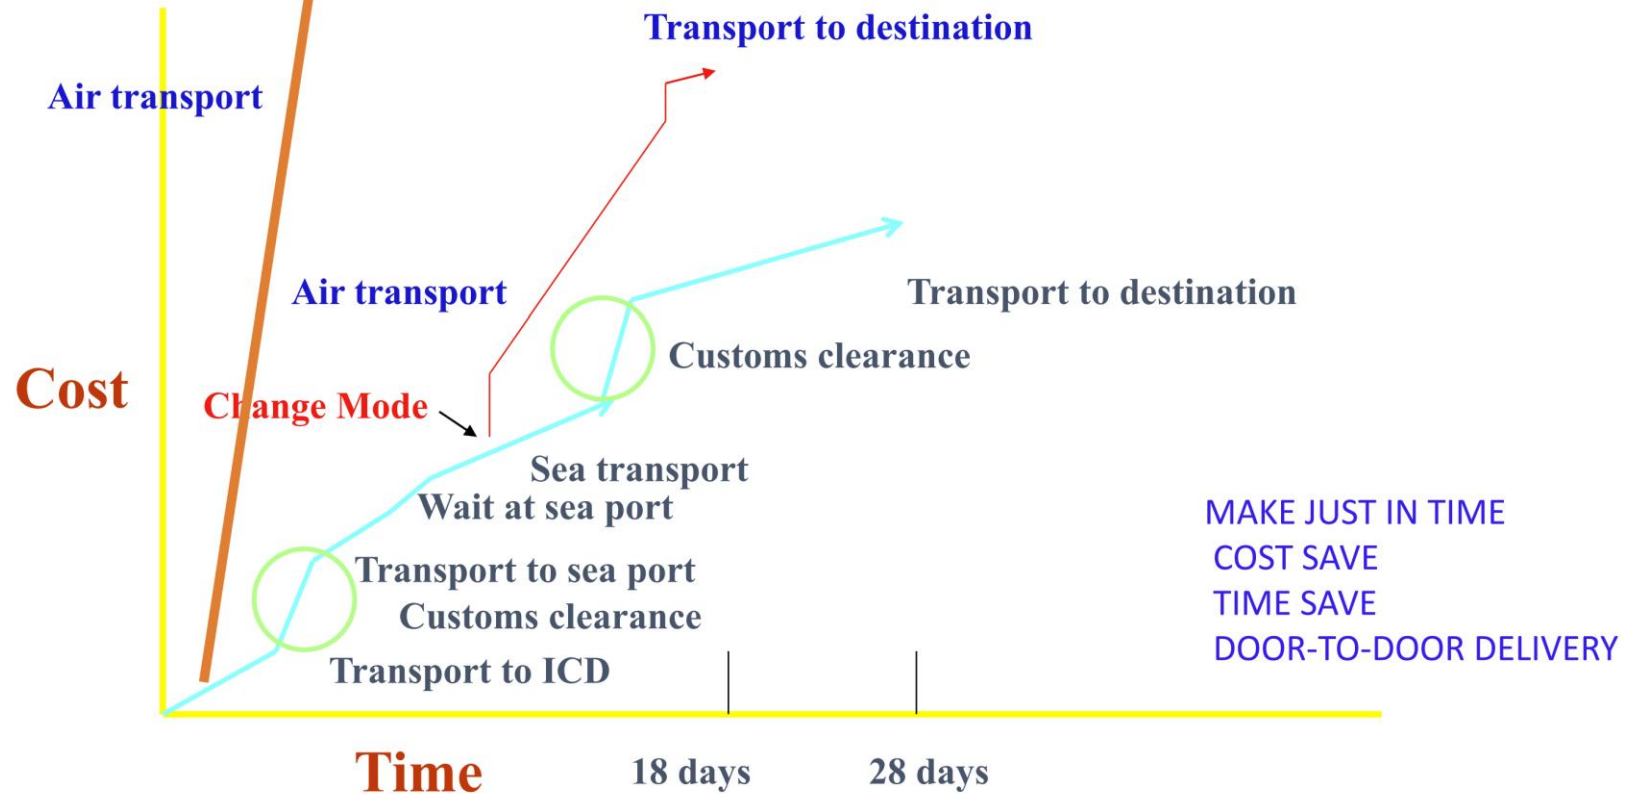 Transport to destination
Air transport
Air transport
Transport to destination
Customs clearance
Cost
Change Mode
Sea transport
Wait at sea port
MAKE JUST IN TIME
COST SAVE
TIME SAVE
DOOR-TO-DOOR DELIVERY
Transport to sea port
Customs clearance
Transport to ICD
Time
18 days
28 days